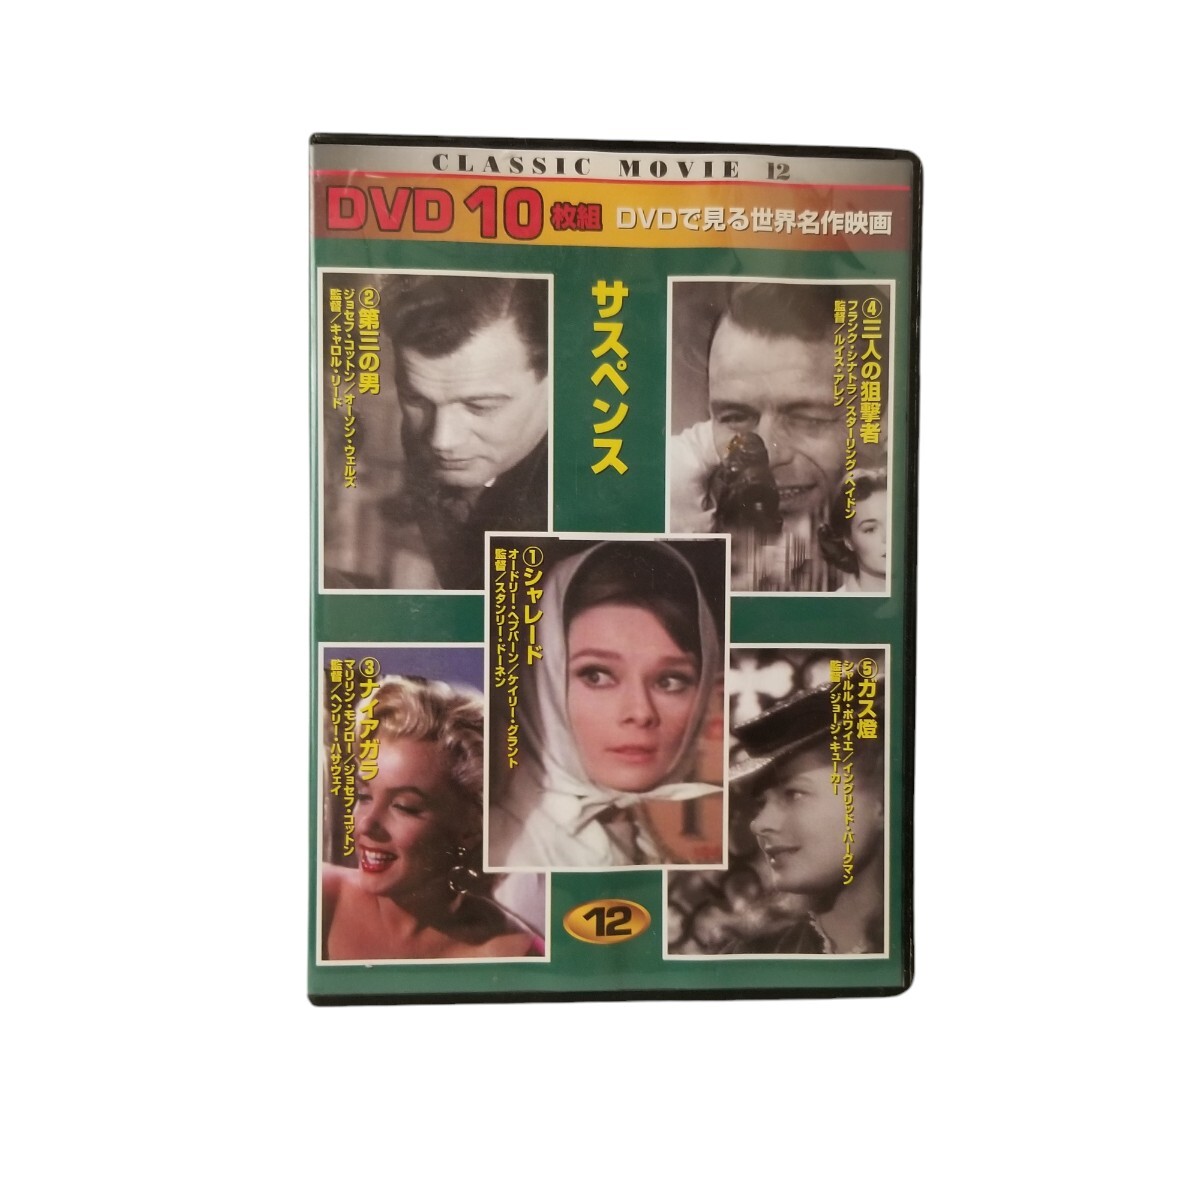 CLASSIC MOVIE 12
DVD10枚組 DVDで見る世界名作映画
サスペンス
②第三の男
ジョセフ・コットン/オーソン・ウェルズ
監督/キャロル・リード
④三人の狙撃者
フランク・シナトラ/スターリング・ヘイドン
監督/ルイス・アレン
①シャレード
オードリー・ヘプバーン/ケイリー・グラント
監督/スタンリー・ドーネン
③ナイアガラ
マリリン・モンロー/ジョセフ・コットン
監督/ヘンリー・ハサウェイ
⑤ガス燈
シャルル・ボワイエ/イングリッド・バーグマン
監督/ジョージ・キューカー
12